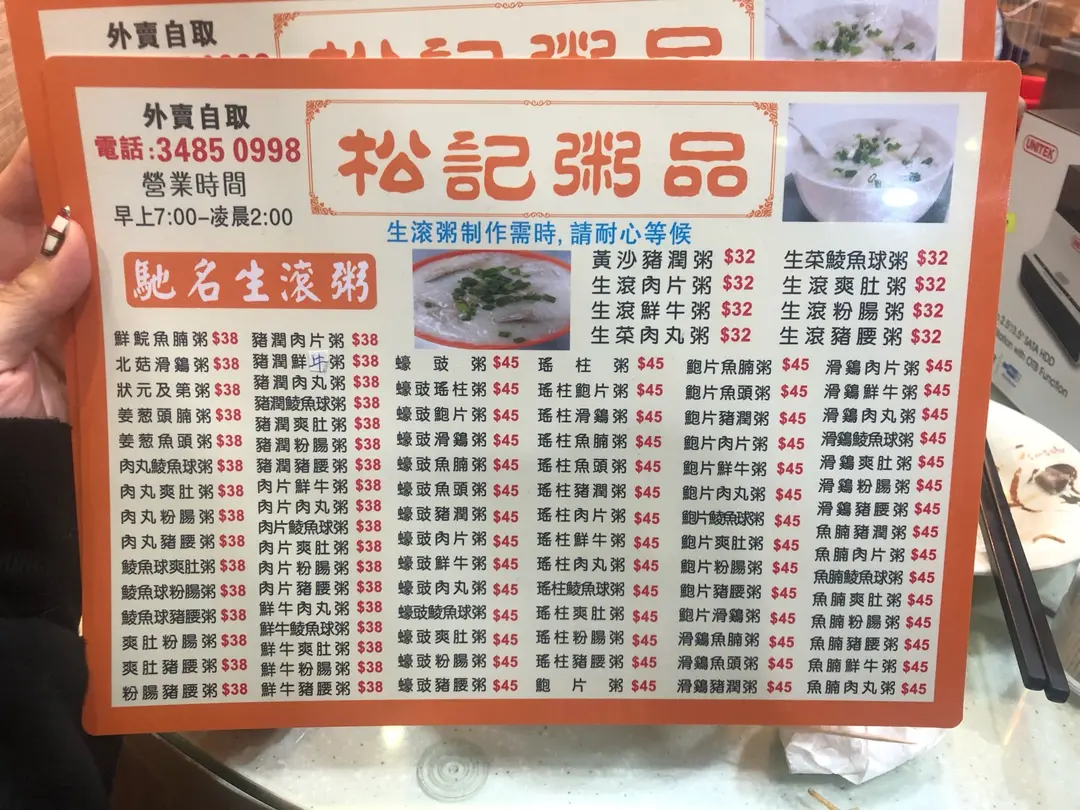 外賣自取
松記粥品
外賣自取
電話:3485 0998
營業時間
早上7:00-凌晨2:00
松記粥品
生滾粥制作需時,請耐心等候
馳名生滾粥
黃沙豬潤粥 $32
生滾肉片粥 $32
生滾鮮牛粥 $32
生菜肉丸粥 $32
生菜鯪魚球粥 $32
生滾爽肚粥 $32
生滾粉腸粥 $32
生滾豬腰粥 $32
鮮鯇魚腩粥 $38
北菇滑鷄粥 $38
狀元及第粥 $38
姜葱頭腩粥 $38
姜葱魚頭粥 $38
肉丸鯪魚球粥 $38
肉丸爽肚粥 $38
肉丸粉腸粥 $38
肉丸豬腰粥 $38
鯪魚球爽肚粥 $38
鯪魚球粉腸粥 $38
鯪魚球豬腰粥 $38
爽肚粉腸粥 $38
爽肚豬腰粥 $38
粉腸豬腰粥 $38
豬潤肉片粥 $38
豬潤鮮牛粥 $38
豬潤肉丸粥 $38
豬潤鯪魚球粥 $38
豬潤爽肚粥 $38
豬潤粉腸粥 $38
豬潤豬腰粥 $38
肉片鮮牛粥 $38
肉片肉丸粥 $38
肉片鯪魚球粥 $38
肉片爽肚粥 $38
肉片粉腸粥 $38
肉片豬腰粥 $38
鮮牛肉丸粥 $38
鮮牛鯪魚球粥 $38
鮮牛爽肚粥 $38
鮮牛粉腸粥 $38
鮮牛豬腰粥 $38
蠔豉粥 $45
蠔豉瑤柱粥 $45
蠔豉鮑片粥 $45
蠔豉滑鷄粥 $45
蠔豉魚腩粥 $45
蠔豉魚頭粥 $45
蠔豉豬潤粥 $45
蠔豉肉片粥 $45
蠔豉鮮牛粥 $45
蠔豉肉丸粥 $45
蠔豉鯪魚球粥 $45
蠔豉爽肚粥 $45
蠔豉粉腸粥 $45
蠔豉豬腰粥 $45
瑤柱粥 $45
瑤柱鮑片粥 $45
瑤柱滑鷄粥 $45
瑤柱魚腩粥 $45
瑤柱魚頭粥 $45
瑤柱豬潤粥 $45
瑤柱肉片粥 $45
瑤柱鮮牛粥 $45
瑤柱肉丸粥 $45
瑤柱鯪魚球粥 $45
瑤柱爽肚粥 $45
瑤柱粉腸粥 $45
瑤柱豬腰粥 $45
鮑片粥 $45
鮑片魚腩粥 $45
鮑片魚頭粥 $45
鮑片豬潤粥 $45
鮑片肉片粥 $45
鮑片鮮牛粥 $45
鮑片肉丸粥 $45
鮑片鯪魚球粥 $45
鮑片爽肚粥 $45
鮑片粉腸粥 $45
鮑片豬腰粥 $45
鮑片滑鷄粥 $45
滑鷄魚腩粥 $45
滑鷄魚頭粥 $45
滑鷄豬潤粥 $45
滑鷄肉片粥 $45
滑鷄鮮牛粥 $45
滑鷄肉丸粥 $45
滑鷄鯪魚球粥 $45
滑鷄爽肚粥 $45
滑鷄粉腸粥 $45
滑鷄豬腰粥 $45
魚腩豬潤粥 $45
魚腩肉片粥 $45
魚腩鯪魚球粥 $45
魚腩爽肚粥 $45
魚腩粉腸粥 $45
魚腩豬腰粥 $45
魚腩鮮牛粥 $45
魚腩肉丸粥 $45
UNITEK
SATA HDD
with OTB Function